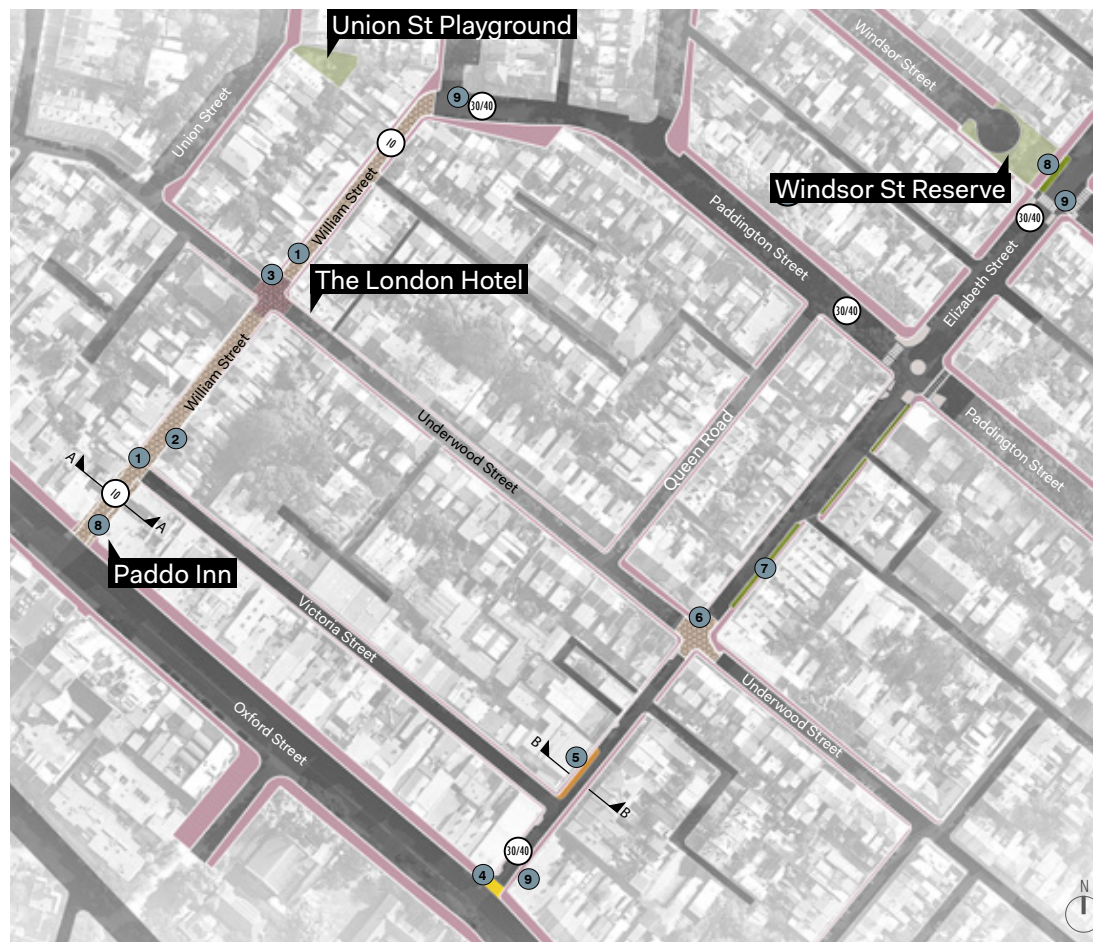 Union St Playground
Windsor Street
9
30/40
Union Street
10
William Street
8
Windsor St Reserve
9
30/40
Paddington Street
1
3
The London Hotel
Elizabeth Street
30/40
William Street
Underwood Street
Queen Road
Paddington Street
2
1
A
10
A
8
Paddo Inn
7
Victoria Street
6
Underwood Street
Oxford Street
B
5
B
30/40
4
9
N